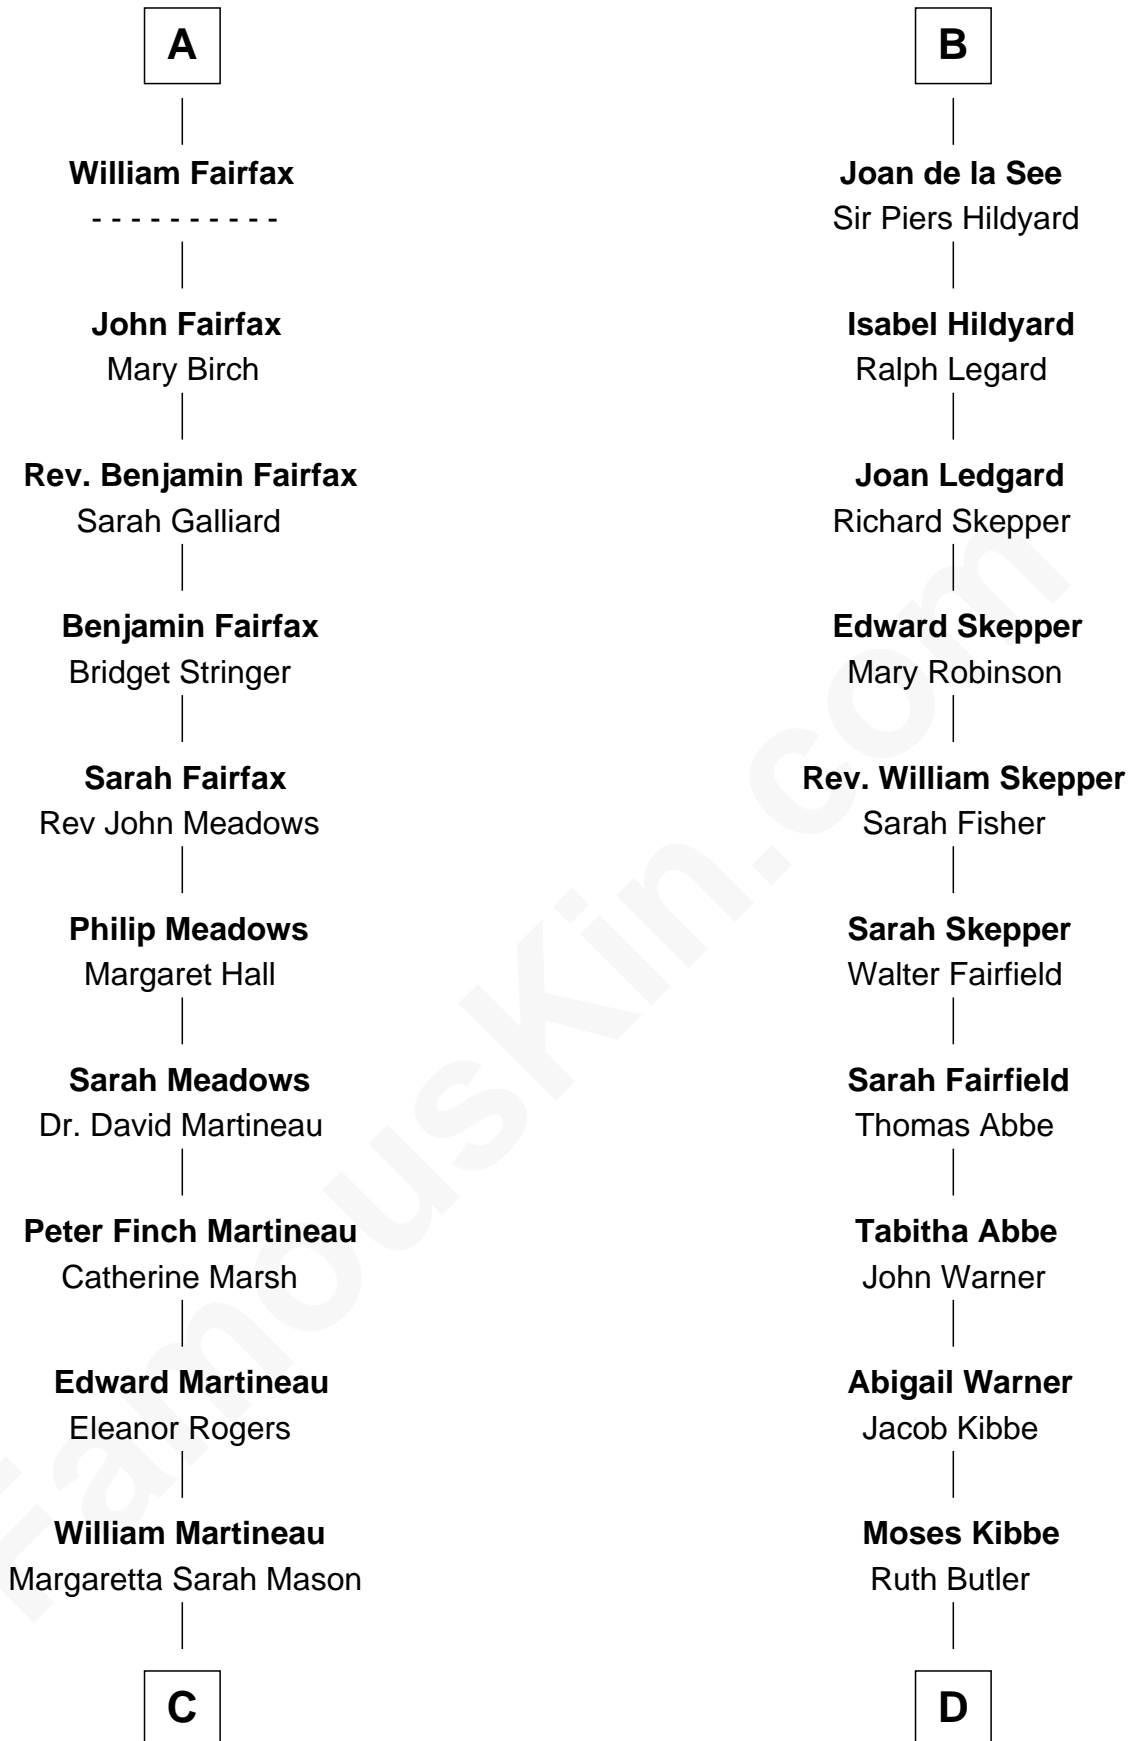 A
William Fairfax
- - - - - - - - - -
John Fairfax
Mary Birch
Rev. Benjamin Fairfax
Sarah Galliard
Benjamin Fairfax
Bridget Stringer
Sarah Fairfax
Rev John Meadows
Philip Meadows
Margaret Hall
Sarah Meadows
Dr. David Martineau
Peter Finch Martineau
Catherine Marsh
Edward Martineau
Eleanor Rogers
William Martineau
Margaretta Sarah Mason
C
B
Joan de la See
Sir Piers Hildyard
Isabel Hildyard
Ralph Legard
Joan Ledgard
Richard Skepper
Edward Skepper
Mary Robinson
Rev. William Skepper
Sarah Fisher
Sarah Skepper
Walter Fairfield
Sarah Fairfield
Thomas Abbe
Tabitha Abbe
John Warner
Abigail Warner
Jacob Kibbe
Moses Kibbe
Ruth Butler
D
FamousKin.com